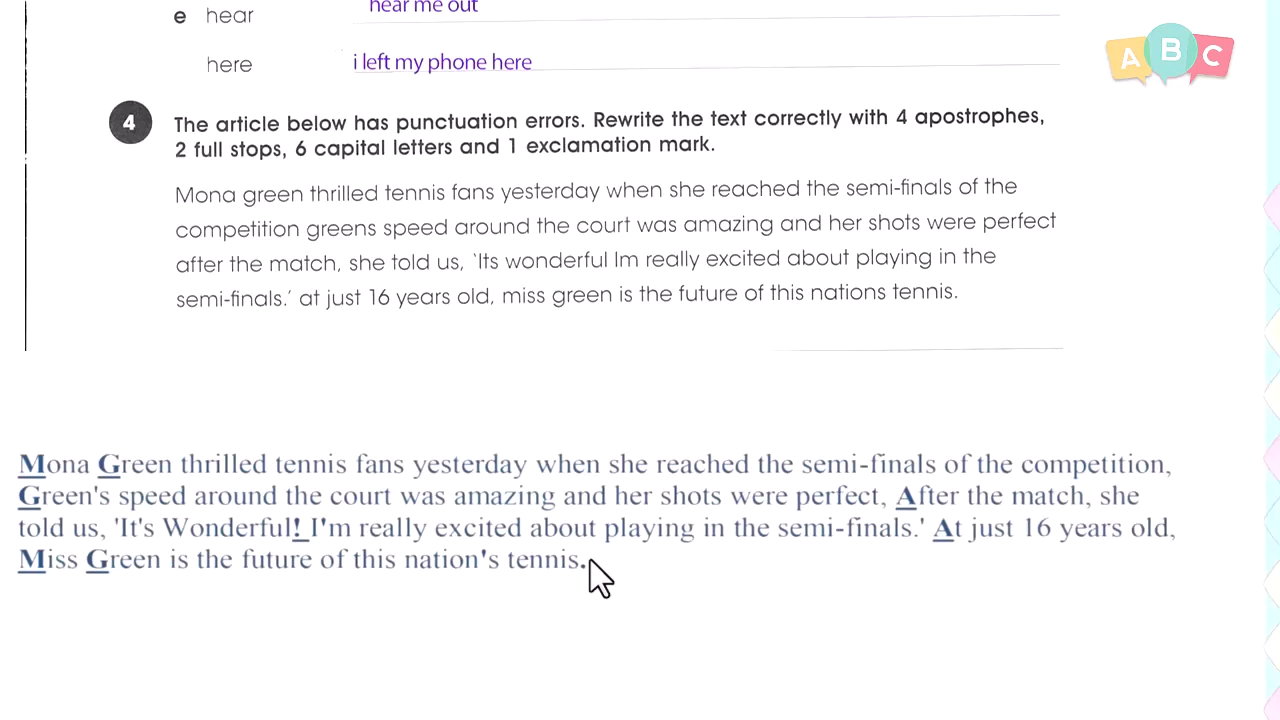 hear me out
e hear
here i left my phone here
A B C
4 The article below has punctuation errors. Rewrite the text correctly with 4 apostrophes,
2 full stops, 6 capital letters and 1 exclamation mark.
Mona green thrilled tennis fans yesterday when she reached the semi-finals of the
competition greens speed around the court was amazing and her shots were perfect
after the match, she told us, 'Its wonderful Im really excited about playing in the
semi-finals.' at just 16 years old, miss green is the future of this nations tennis.
Mona Green thrilled tennis fans yesterday when she reached the semi-finals of the competition,
Green's speed around the court was amazing and her shots were perfect, After the match, she
told us, 'It's Wonderful! I'm really excited about playing in the semi-finals.' At just 16 years old,
Miss Green is the future of this nation's tennis.